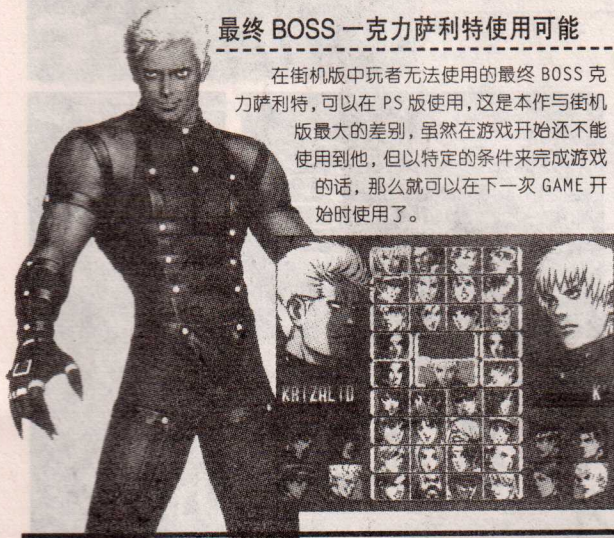 最终 BOSS 一克力萨利特使用可能
在街机版中玩者无法使用的最终 BOSS 克
力萨利特，可以在 PS 版使用，这是本作与街机
版最大的差别，虽然在游戏开始还不能
使用到他，但以特定的条件来完成游戏
的话，那么就可以在下一次 GAME 开
始时使用了。
KRIZALID
K